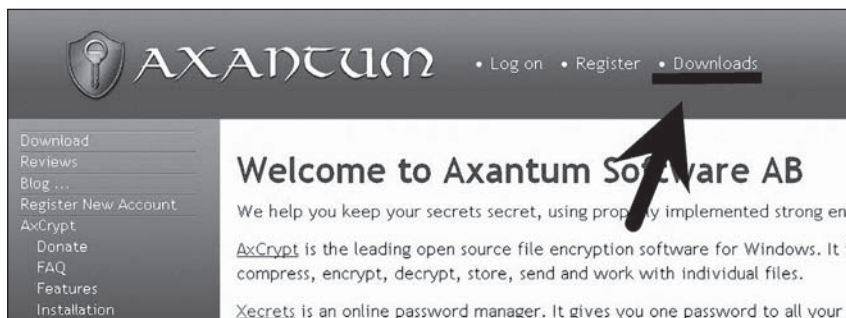 AXANTUM
• Log on • Register • Downloads
Download
Reviews
Blog ...
Register New Account
AxCrypt
Donate
FAQ
Features
Installation
Welcome to Axantum Software AB
We help you keep your secrets secret, using properly implemented strong en
AxCrypt is the leading open source file encryption software for Windows. It
compress, encrypt, decrypt, store, send and work with individual files.
Xecrets is an online password manager. It gives you one password to all your